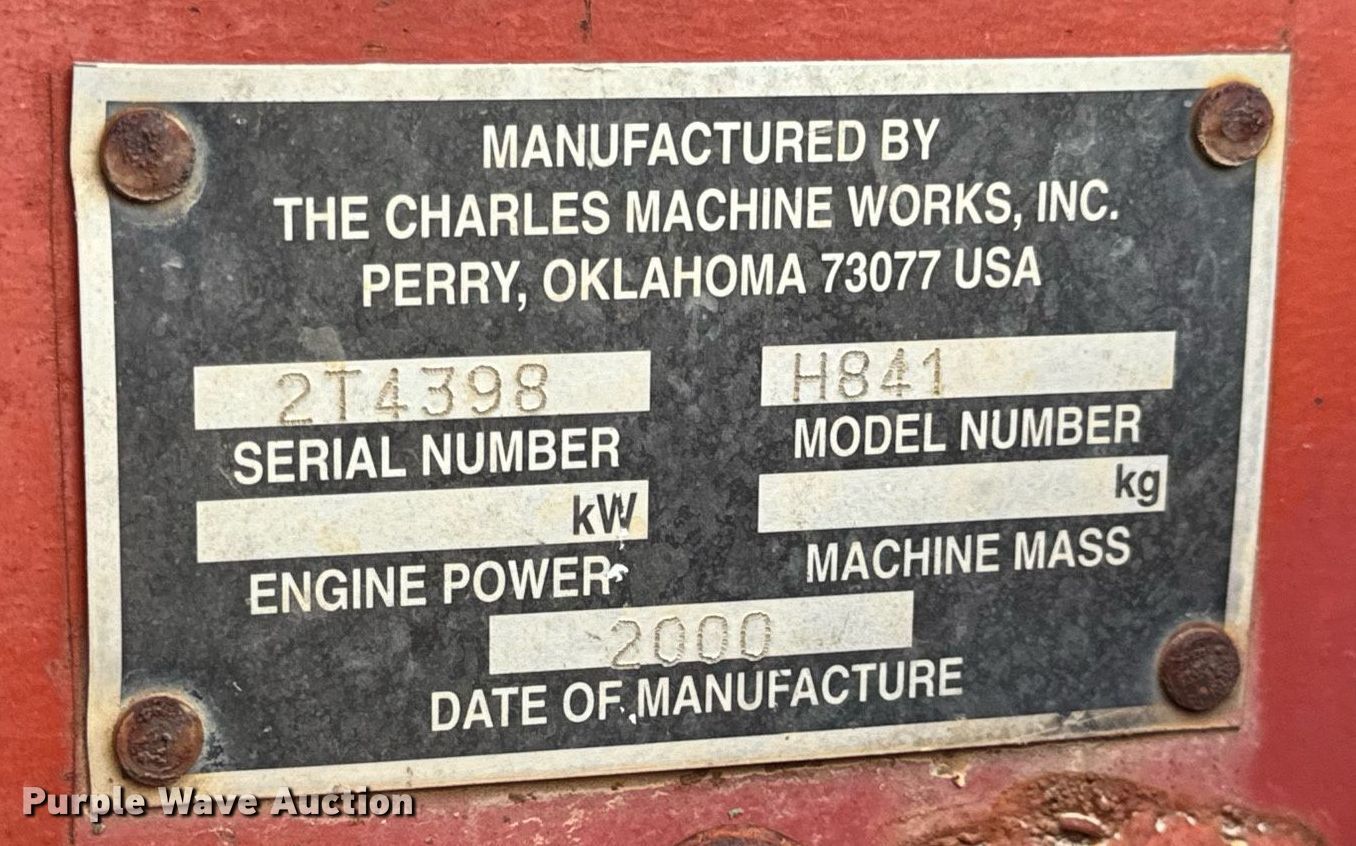 MANUFACTURED BY
THE CHARLES MACHINE WORKS, INC.
PERRY, OKLAHOMA 73077 USA
2T4398 H841
SERIAL NUMBER MODEL NUMBER
kW kg
ENGINE POWER MACHINE MASS
2000
DATE OF MANUFACTURE
Purple Wave Auction